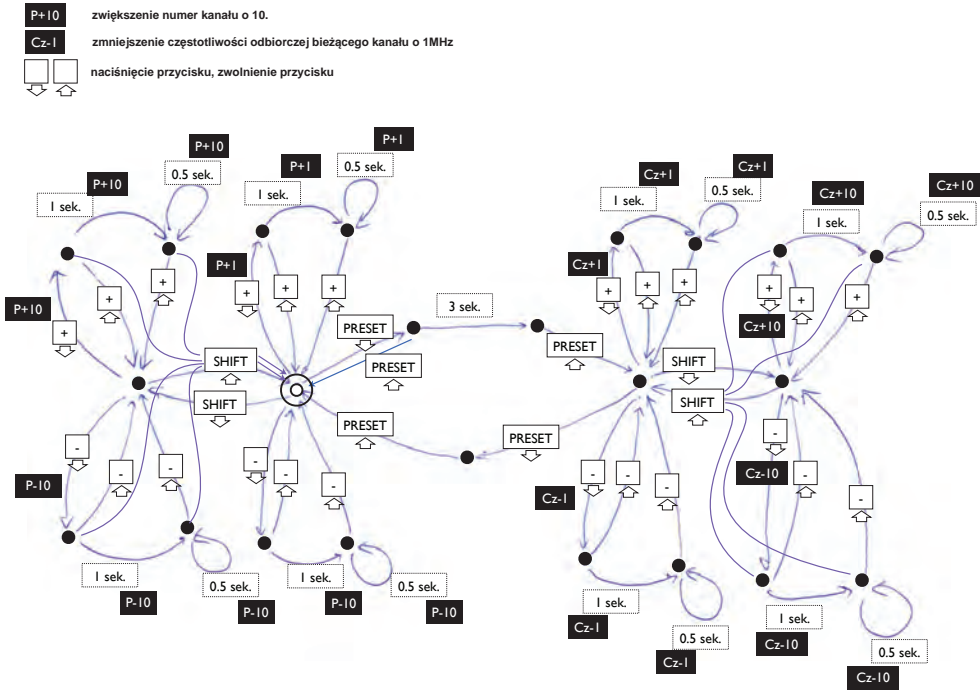 P+10 zwiększenie numer kanału o 10.
Cz-1 zmniejszenie częstotliwości odbiorczej bieżącego kanału o 1MHz
naciśnięcie przycisku, zwolnienie przycisku
P+10
P+1
P+10
0.5 sek.
P+1
0.5 sek.
1 sek.
1 sek.
Cz+1
Cz+1
0.5 sek.
1 sek.
Cz+10
Cz+10
1 sek.
0.5 sek.
P+10
+
+
+
P+1
+
+
+
3 sek.
Cz+1
+
+
+
+
+
+
Cz+10
PRESET
PRESET
PRESET
SHIFT
SHIFT
SHIFT
SHIFT
PRESET
PRESET
-
-
-
P-10
-
-
-
-
-
-
Cz-1
-
-
-
Cz-10
1 sek.
P-10
0.5 sek.
P-10
1 sek.
P-10
0.5 sek.
P-10
1 sek.
Cz-1
0.5 sek.
Cz-1
1 sek.
Cz-10
0.5 sek.
Cz-10